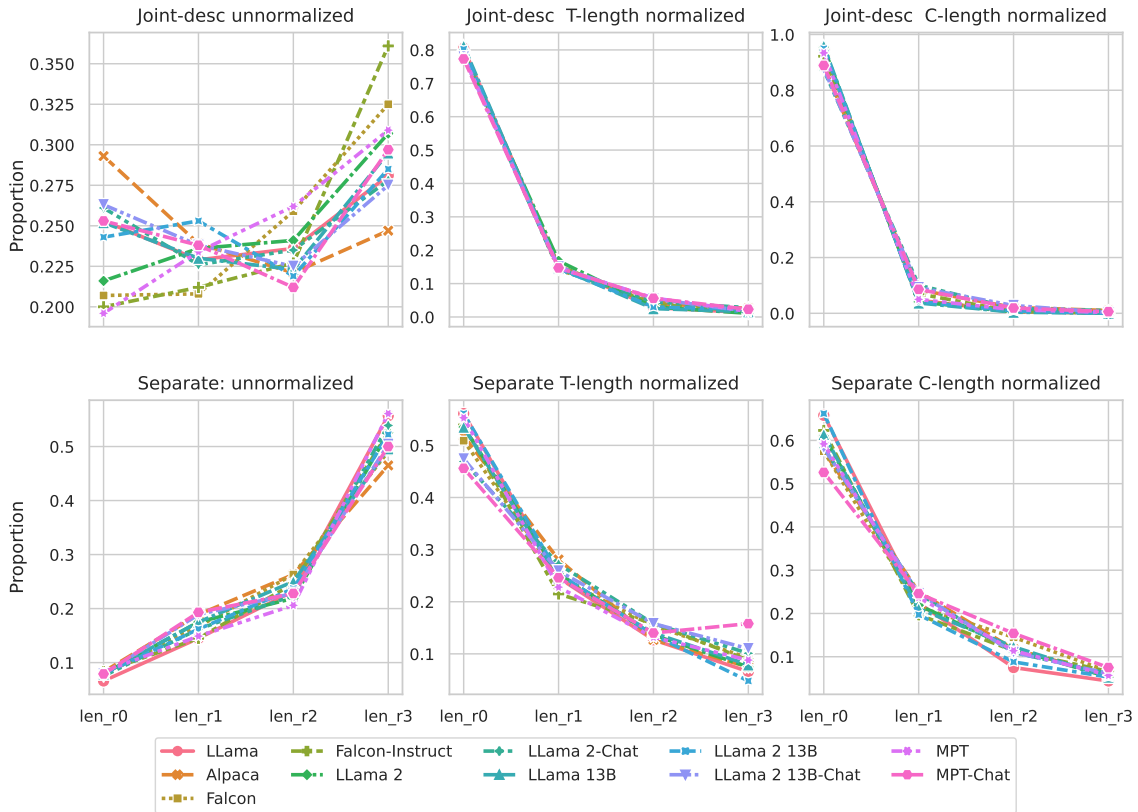 Joint-desc unnormalized
Joint-desc  T-length normalized
Joint-desc  C-length normalized
Proportion
0.350
0.325
0.300
0.275
0.250
0.225
0.200
0.8
0.7
0.6
0.5
0.4
0.3
0.2
0.1
0.0
1.0
0.8
0.6
0.4
0.2
0.0
Separate: unnormalized
Separate T-length normalized
Separate C-length normalized
Proportion
0.5
0.4
0.3
0.2
0.1
0.5
0.4
0.3
0.2
0.1
0.6
0.5
0.4
0.3
0.2
0.1
len_r0 len_r1 len_r2 len_r3
len_r0 len_r1 len_r2 len_r3
len_r0 len_r1 len_r2 len_r3
LLama Falcon-Instruct LLama 2-Chat LLama 2 13B MPT
Alpaca LLama 2 LLama 13B LLama 2 13B-Chat MPT-Chat
Falcon